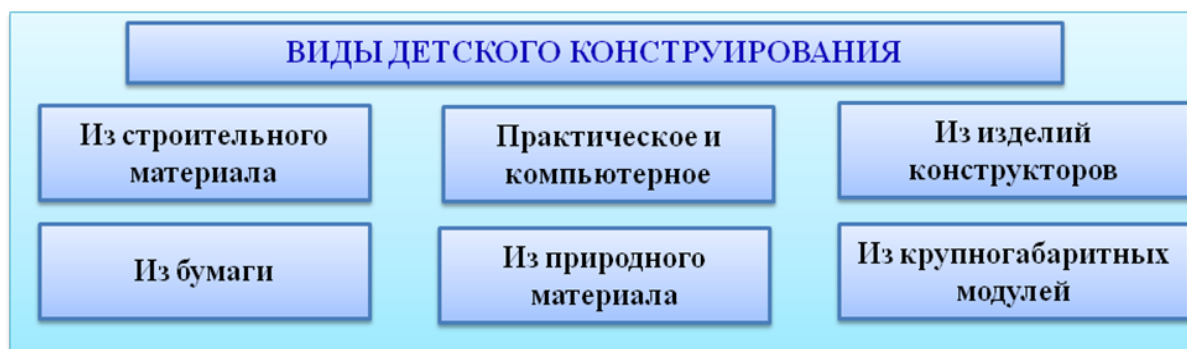 ВИДЫ ДЕТСКОГО КОНСТРУИРОВАНИЯ
Из строительного
материала
Практическое и
компьютерное
Из изделий
конструкторов
Из бумаги
Из природного
материала
Из крупногабаритных
модулей